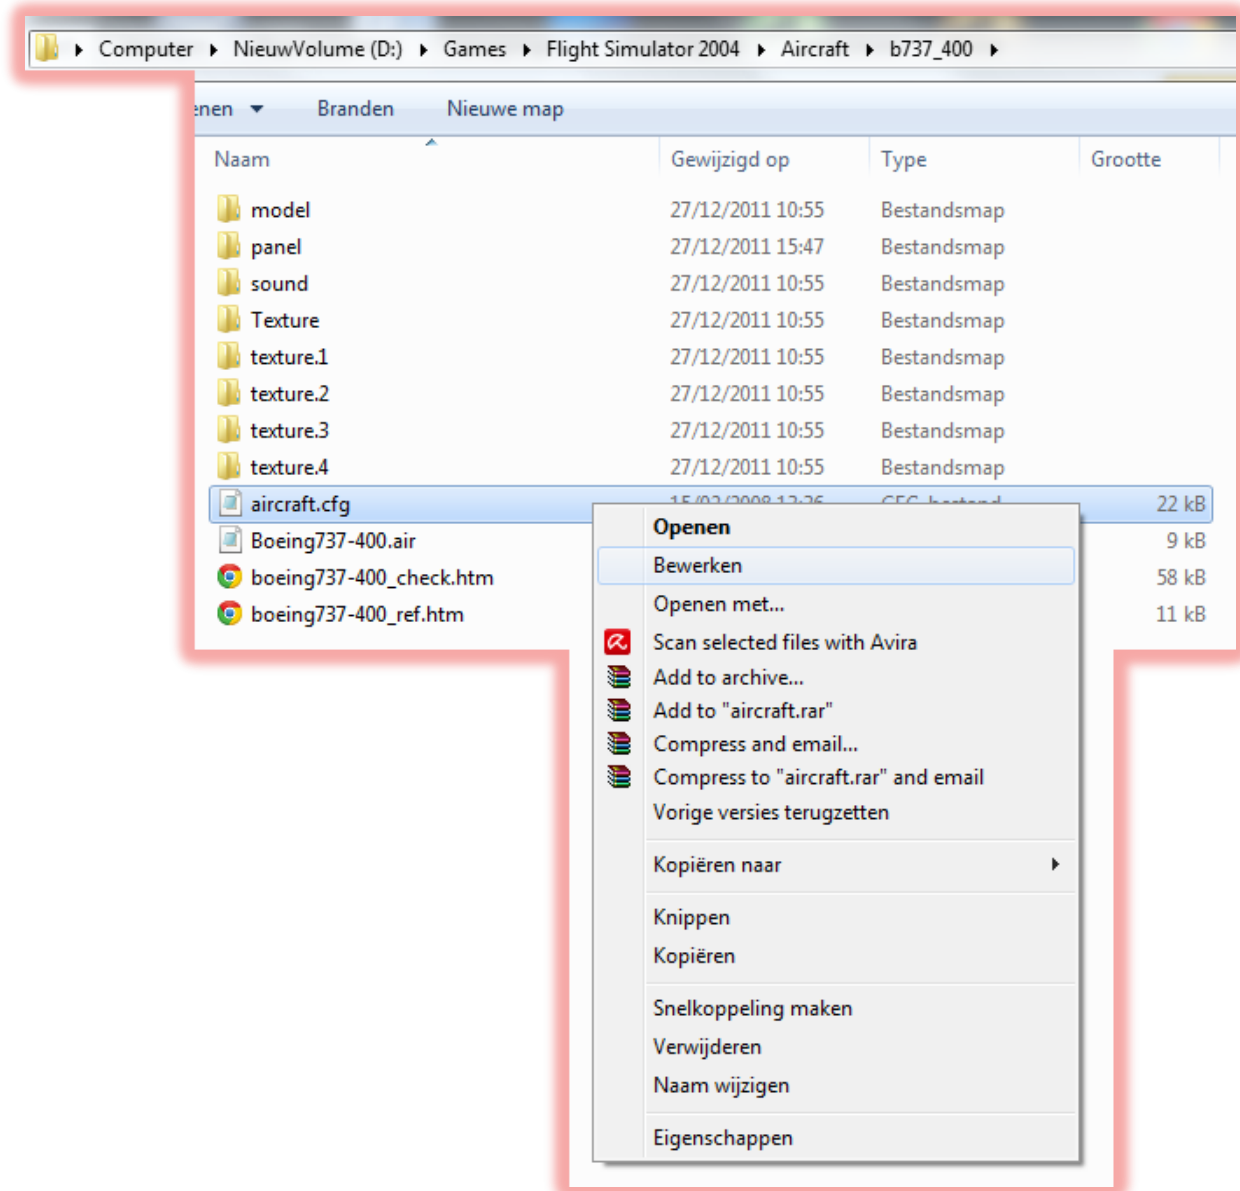 Computer NieuwVolume (D:) Games Flight Simulator 2004 Aircraft b737_400
enen Branden Nieuwe map
Naam Gewijzigd op Type Grootte
model 27/12/2011 10:55 Bestandsmap
panel 27/12/2011 15:47 Bestandsmap
sound 27/12/2011 10:55 Bestandsmap
Texture 27/12/2011 10:55 Bestandsmap
texture.1 27/12/2011 10:55 Bestandsmap
texture.2 27/12/2011 10:55 Bestandsmap
texture.3 27/12/2011 10:55 Bestandsmap
texture.4 27/12/2011 10:55 Bestandsmap
aircraft.cfg 22 kB
Boeing737-400.air 9 kB
boeing737-400_check.htm 58 kB
boeing737-400_ref.htm 11 kB
Openen
Bewerken
Openen met...
Scan selected files with Avira
Add to archive...
Add to "aircraft.rar"
Compress and email...
Compress to "aircraft.rar" and email
Vorige versies terugzetten
Kopiëren naar
Knippen
Kopiëren
Snelkoppeling maken
Verwijderen
Naam wijzigen
Eigenschappen